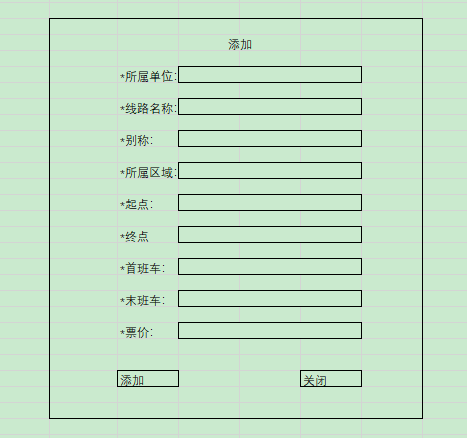 添加
*所属单位:
*线路名称:
*别称:
*所属区域:
*起点:
*终点
*首班车:
*末班车:
*票价:
添加 关闭